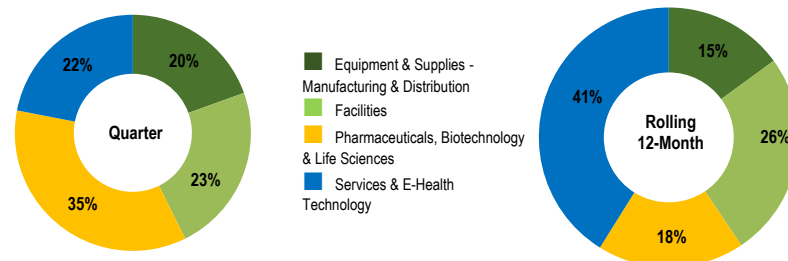 22%
20%
Quarter
23%
35%
Equipment & Supplies -
Manufacturing & Distribution
Facilities
Pharmaceuticals, Biotechnology
& Life Sciences
Services & E-Health
Technology
15%
41%
Rolling
12-Month
26%
18%